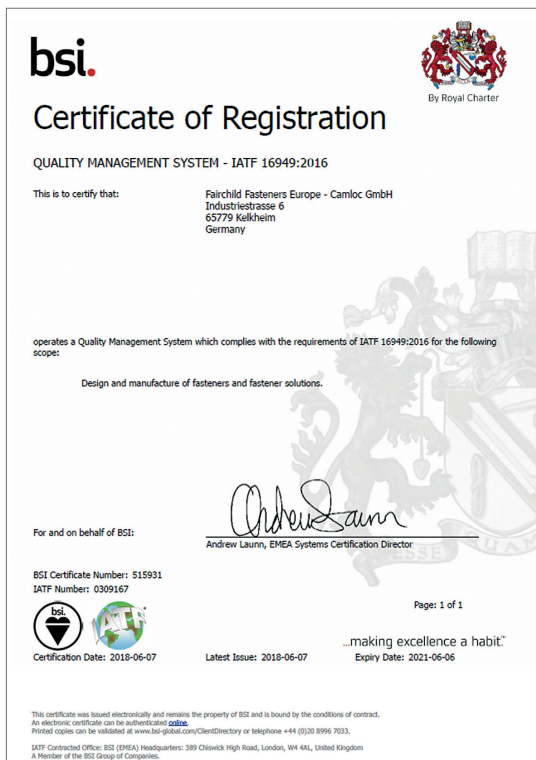 bsi.
By Royal Charter
Certificate of Registration
QUALITY MANAGEMENT SYSTEM - IATF 16949:2016
This is to certify that:
Fairchild Fasteners Europe - Camloc GmbH
Industriestrasse 6
65779 Kelkheim
Germany
operates a Quality Management System which complies with the requirements of IATF 16949:2016 for the following
scope:
Design and manufacture of fasteners and fastener solutions.
For and on behalf of BSI:
Andrew Launn, EMEA Systems Certification Director
BSI Certificate Number: 515931
IATF Number: 0309167
Page: 1 of 1
bsi.
IATF
...making excellence a habit.™
Certification Date: 2018-06-07
Latest Issue: 2018-06-07
Expiry Date: 2021-06-06
This certificate was issued electronically and remains the property of BSI and is bound by the conditions of contract.
An electronic certificate can be authenticated online.
Printed copies can be validated at www.bsi-global.com/ClientDirectory or telephone +44 (0)20 8996 7033.
IATF Contracted Office: BSI (EMEA) Headquarters: 389 Chiswick High Road, London, W4 4AL, United Kingdom
A Member of the BSI Group of Companies.